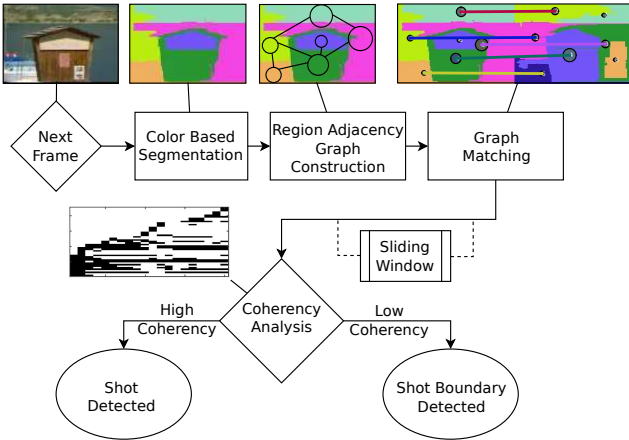 Next
Frame
Color Based
Segmentation
Region Adjacency
Graph
Construction
Graph
Matching
Sliding
Window
Coherency
Analysis
High
Coherency
Low
Coherency
Shot
Detected
Shot Boundary
Detected